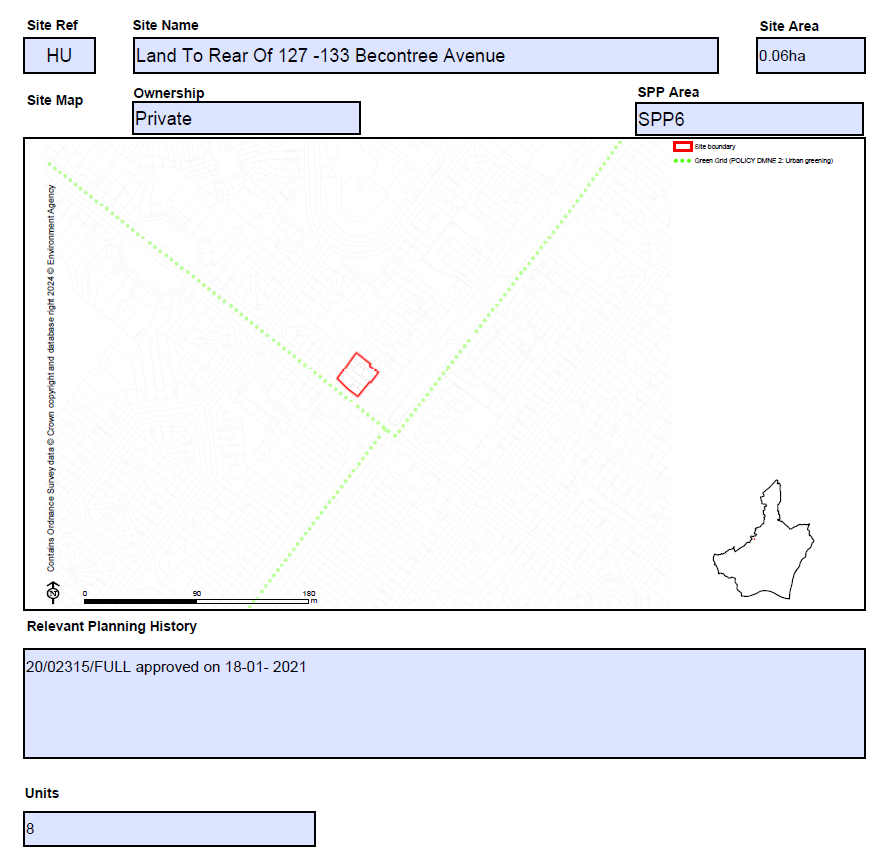 Site Ref Site Name Site Area
HU Land To Rear Of 127 -133 Becontree Avenue 0.06ha
Site Map Ownership SPP Area
Private SPP6
Site boundary
Green Grid (POLICY DMNE 2: Urban greening)
Contains Ordnance Survey data © Crown copyright and database right 2024 © Environment Agency
N
0 90 180
m
Relevant Planning History
20/02315/FULL approved on 18-01- 2021
Units
8